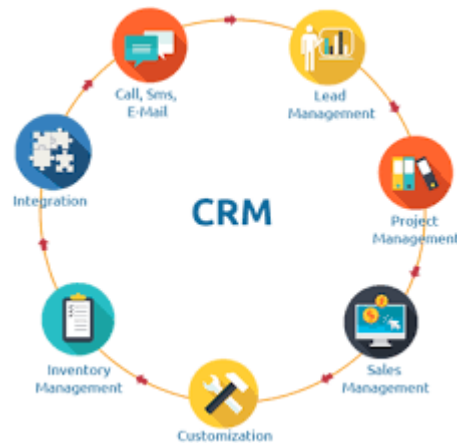 Call, Sms,
E-Mail
Lead
Management
Integration
CRM
Project
Management
Inventory
Management
Sales
Management
Customization